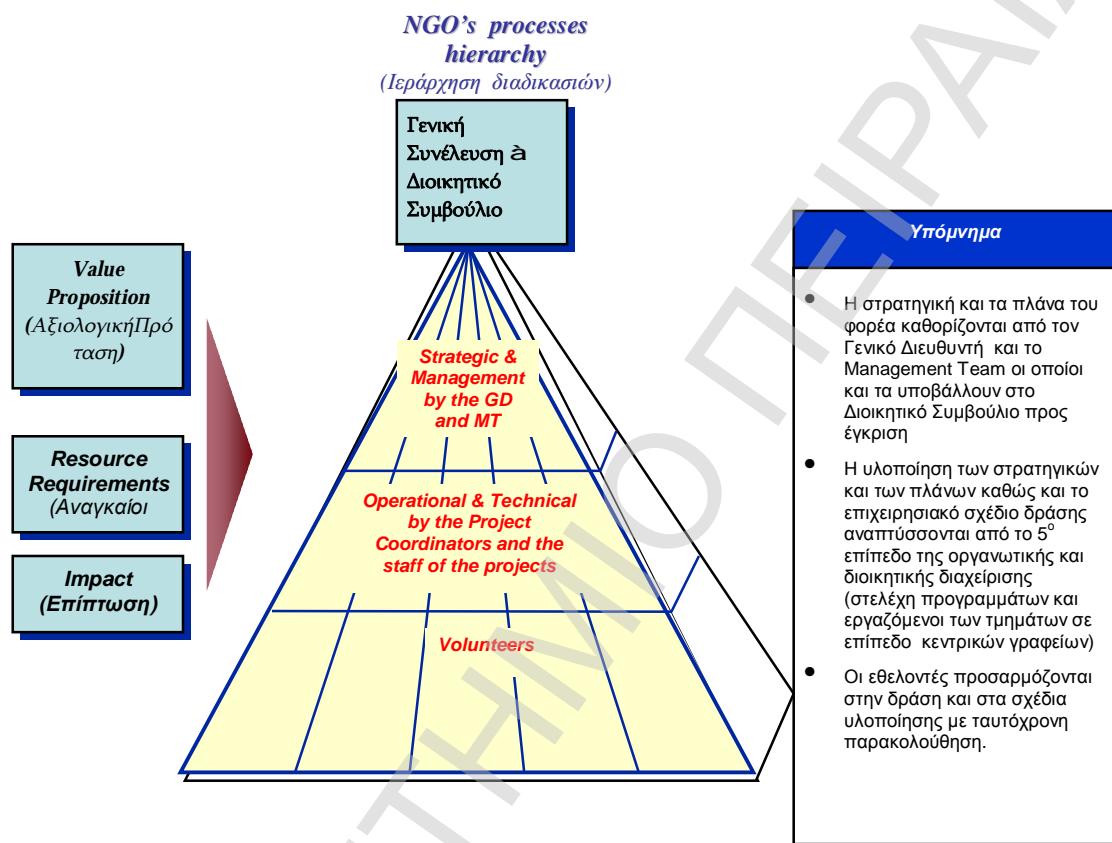 NGO's processes
hierarchy
(Ιεράρχηση διαδικασιών)
Γενική
Συνέλευση à
Διοικητικό
Συμβούλιο
Value
Proposition
(ΑξιολογικήΠρό
ταση)
Resource
Requirements
(Αναγκαίοι
Impact
(Επίπτωση)
Strategic &
Management
by the GD
and MT
Operational & Technical
by the Project
Coordinators and the
staff of the projects
Volunteers
Υπόμνημα
• Η στρατηγική και τα πλάνα του
φορέα καθορίζονται από τον
Γενικό Διευθυντή και το
Management Team οι οποίοι
και τα υποβάλλουν στο
Διοικητικό Συμβούλιο προς
έγκριση
• Η υλοποίηση των στρατηγικών
και των πλάνων καθώς και το
επιχειρησιακό σχέδιο δράσης
αναπτύσσονται από το 5ο
επίπεδο της οργανωτικής και
διοικητικής διαχείρισης
(στελέχη προγραμμάτων και
εργαζόμενοι των τμημάτων σε
επίπεδο κεντρικών γραφείων)
• Οι εθελοντές προσαρμόζονται
στην δράση και στα σχέδια
υλοποίησης με ταυτόχρονη
παρακολούθηση.
ΤΗΜΙΟ ΠΕΙΡΑΙ